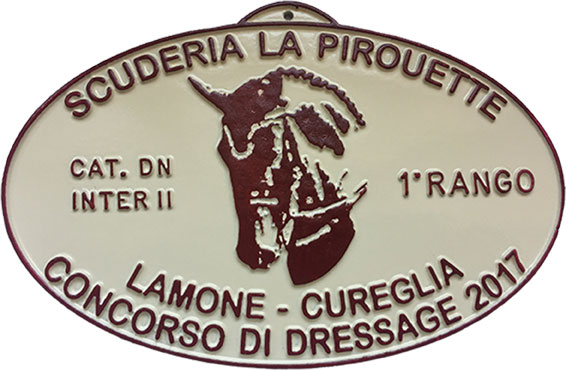 SCUDERIA LA PIROUETTE
CAT. DN
INTER II
1° RANGO
LAMONE - CUREGLIA
CONCORSO DI DRESSAGE 2017